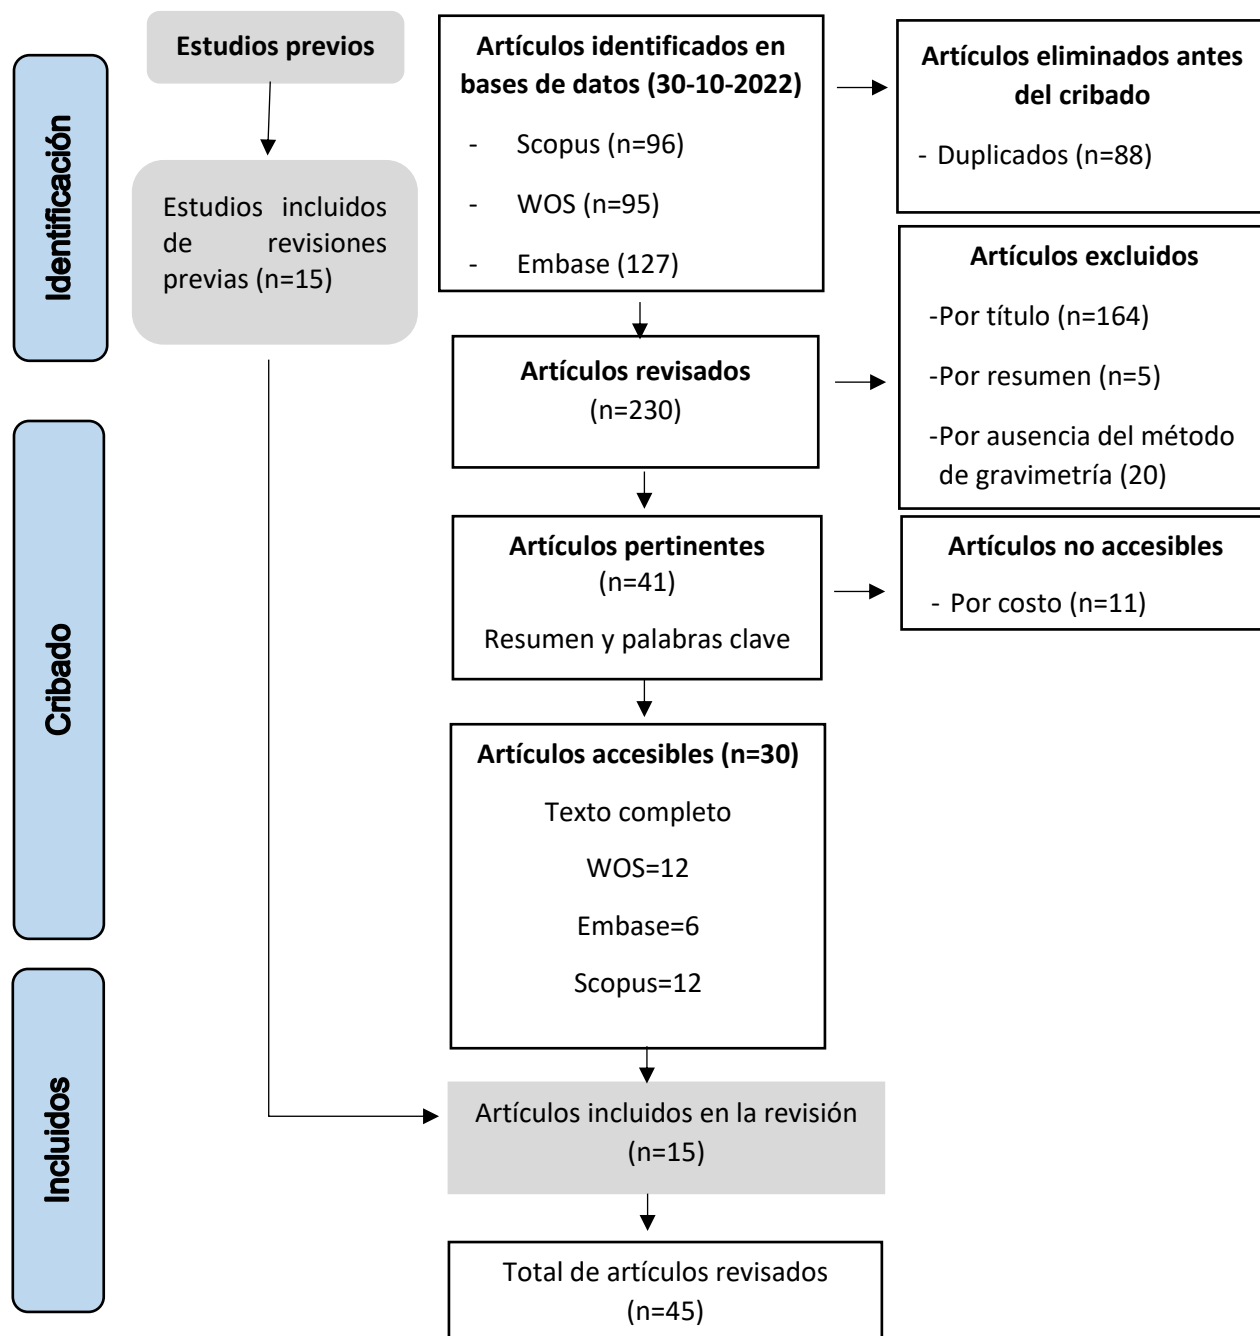 Identificación
Cribado
Incluidos
Estudios previos
Estudios incluidos
de revisiones
previas (n=15)
Artículos identificados en
bases de datos (30-10-2022)
- Scopus (n=96)
- WOS (n=95)
- Embase (127)
Artículos eliminados antes
del cribado
- Duplicados (n=88)
Artículos revisados
(n=230)
Artículos excluidos
-Por título (n=164)
-Por resumen (n=5)
-Por ausencia del método
de gravimetría (20)
Artículos pertinentes
(n=41)
Resumen y palabras clave
Artículos no accesibles
- Por costo (n=11)
Artículos accesibles (n=30)
Texto completo
WOS=12
Embase=6
Scopus=12
Artículos incluidos en la revisión
(n=15)
Total de artículos revisados
(n=45)